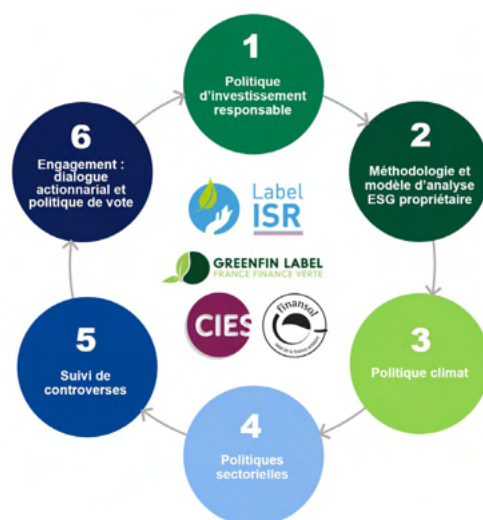 1
Politique
d'investissement
responsable
2
Méthodologie et
modèle d'analyse
ESG propriétaire
3
Politique climat
4
Politiques
sectorielles
5
Suivi de
controverses
6
Engagement :
dialogue
actionnarial et
politique de vote
Label
ISR
GREENFIN LABEL
FRANCE FINANCE VERTE
CIES
finansol